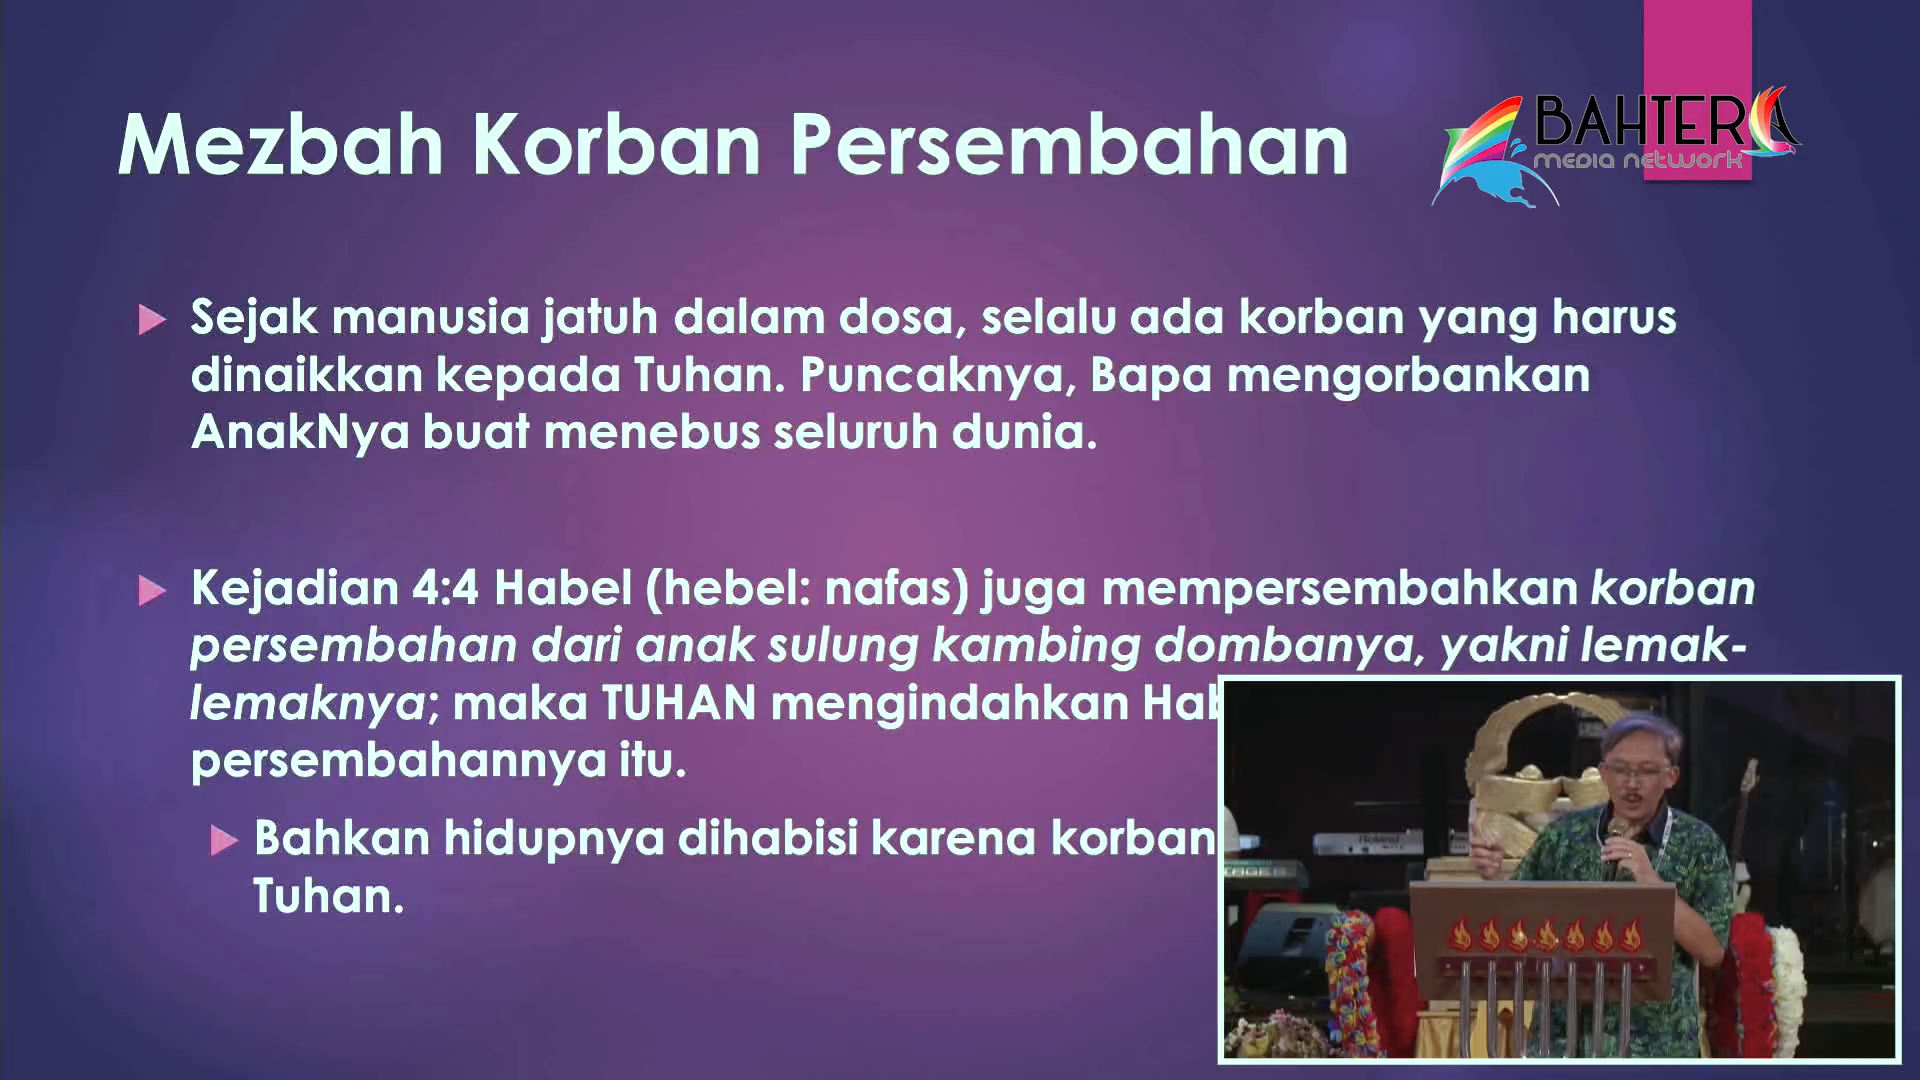 Mezbah Korban Persembahan
BAHTERA
MEDIA NETWORK
Sejak manusia jatuh dalam dosa, selalu ada korban yang harus
dinaikkan kepada Tuhan. Puncaknya, Bapa mengorbankan
AnakNya buat menebus seluruh dunia.
Kejadian 4:4 Habel (hebel: nafas) juga mempersembahkan korban
persembahan dari anak sulung kambing dombanya, yakni lemak-
lemaknya; maka TUHAN mengindahkan
persembahannya itu.
Bahkan hidupnya dihabisi karena korban
Tuhan.
Roland